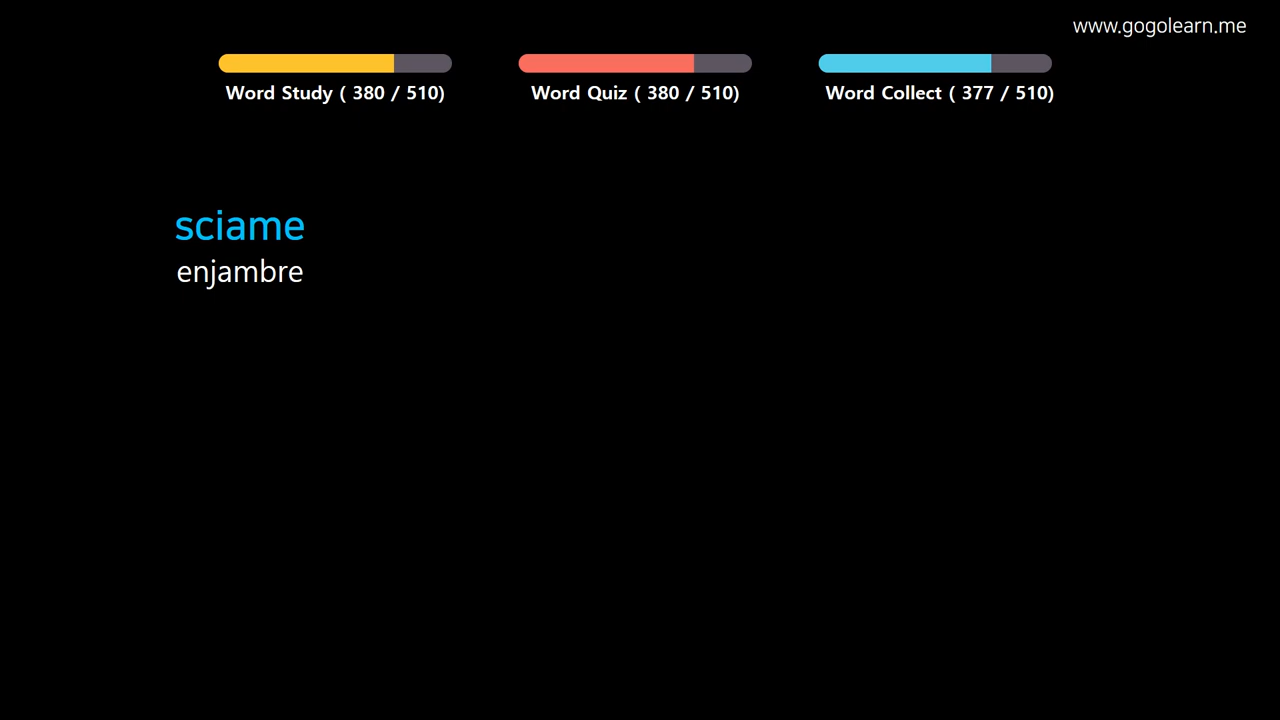 www.gogolearn.me
Word Study ( 380 / 510)
Word Quiz ( 380 / 510)
Word Collect ( 377 / 510)
sciame
enjambre